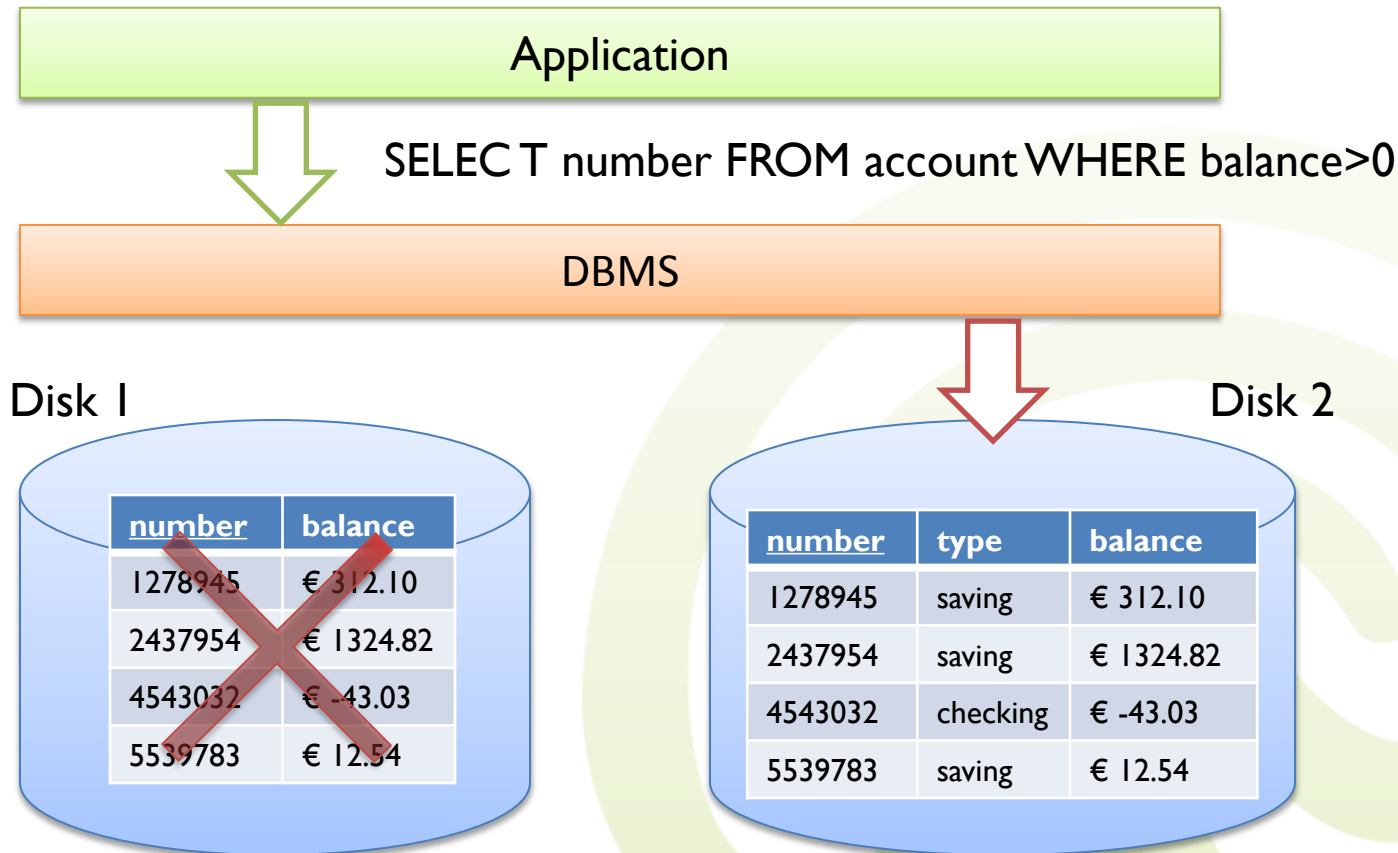 Application
SELECT number FROM account WHERE balance>0
DBMS
Disk 1
Disk 2
number balance
1278945 € 312.10
2437954 € 1324.82
4543032 € -43.03
5539783 € 12.54
number type balance
1278945 saving € 312.10
2437954 saving € 1324.82
4543032 checking € -43.03
5539783 saving € 12.54